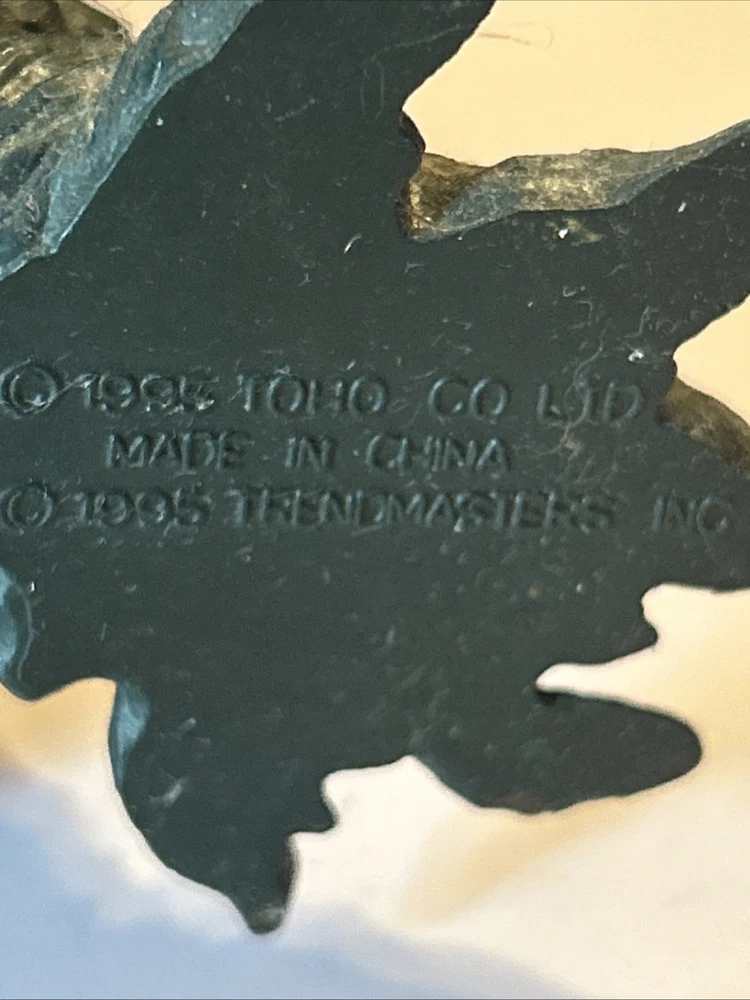 © 1995 TOHO CO LTD
MADE IN CHINA
© 1995 TRENDMASTERS INC